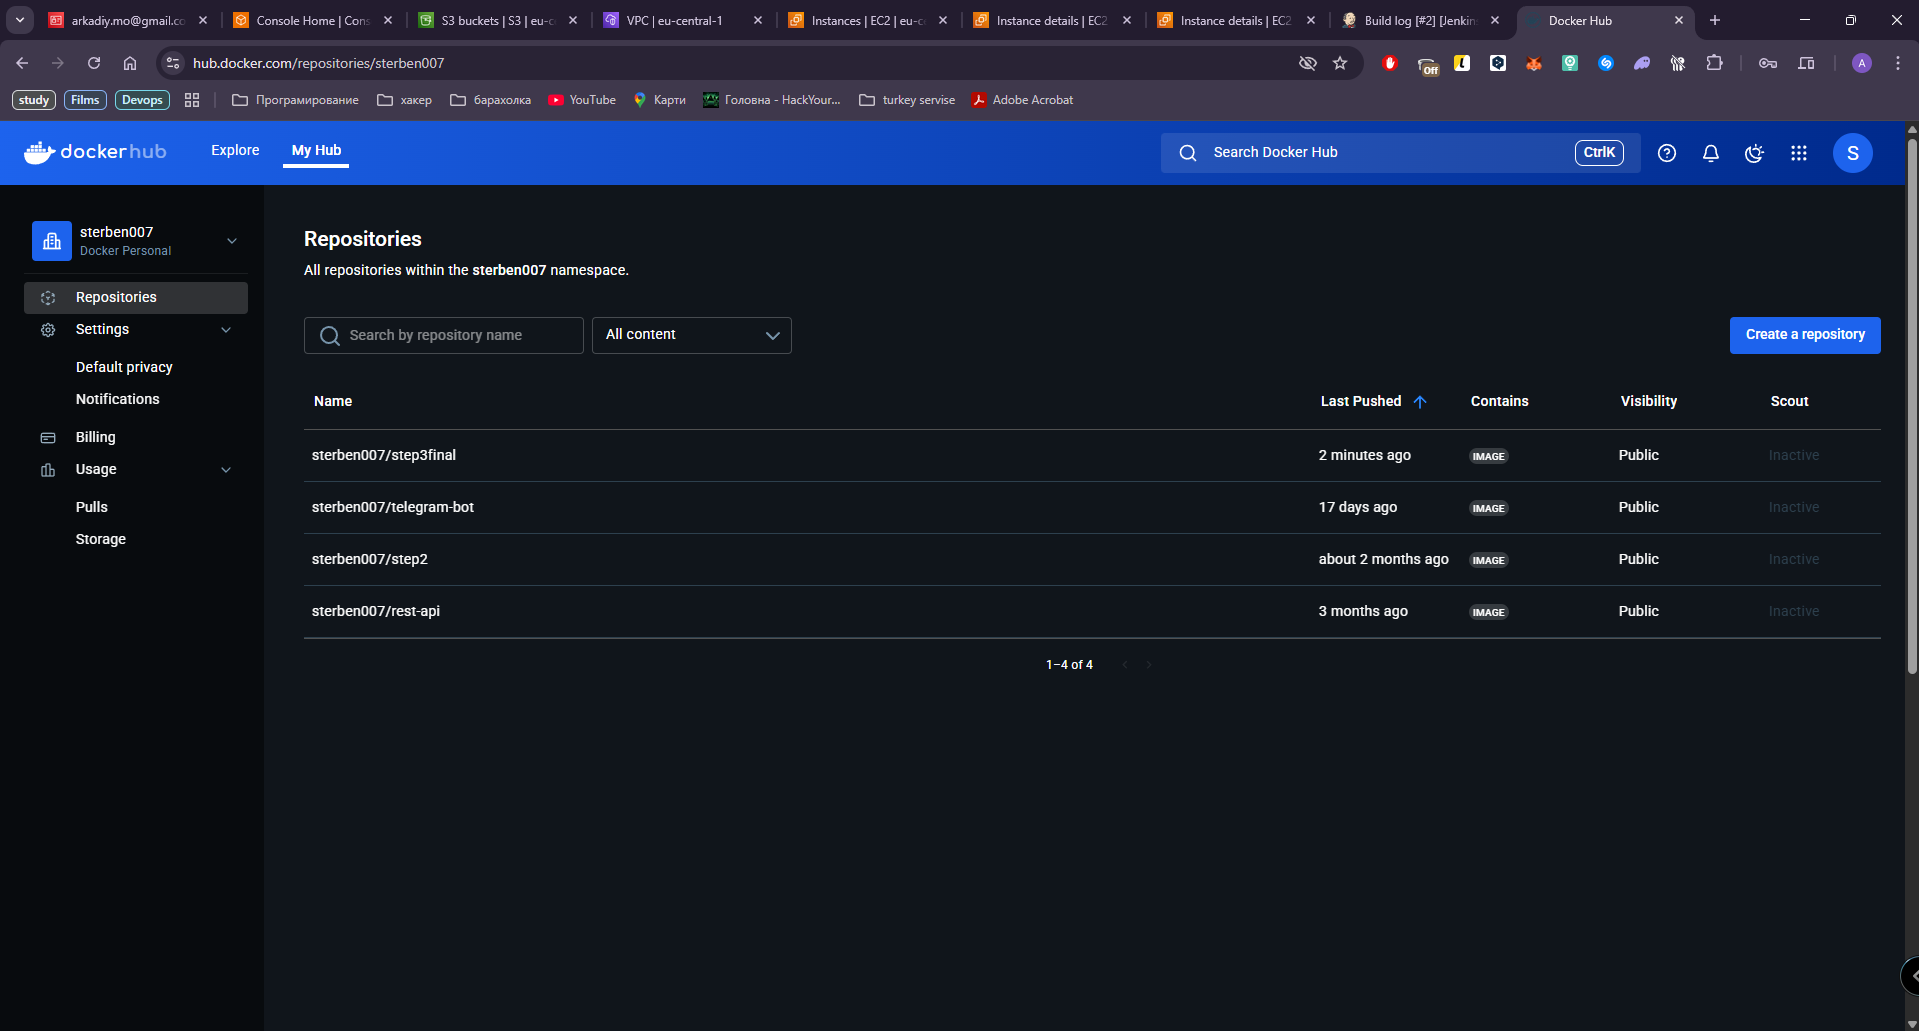 arkadiy.mo@gmail.co
Console Home | Cons
S3 buckets | S3 | eu-c
VPC | eu-central-1
Instances | EC2 | eu-c
Instance details | EC2
Instance details | EC2
Build log [#2] [Jenkin
Docker Hub
hub.docker.com/repositories/sterben007
Off
A
study
Films
Devops
Програмирование
хакер
барахолка
YouTube
Карти
Головна - HackYour...
turkey servise
Adobe Acrobat
dockerhub
Explore
My Hub
Search Docker Hub
CtrlK
S
sterben007
Docker Personal
Repositories
Settings
Default privacy
Notifications
Billing
Usage
Pulls
Storage
Repositories
All repositories within the sterben007 namespace.
Search by repository name
All content
Create a repository
Name Last Pushed Contains Visibility Scout
sterben007/step3final 2 minutes ago IMAGE Public Inactive
sterben007/telegram-bot 17 days ago IMAGE Public Inactive
sterben007/step2 about 2 months ago IMAGE Public Inactive
sterben007/rest-api 3 months ago IMAGE Public Inactive
1–4 of 4